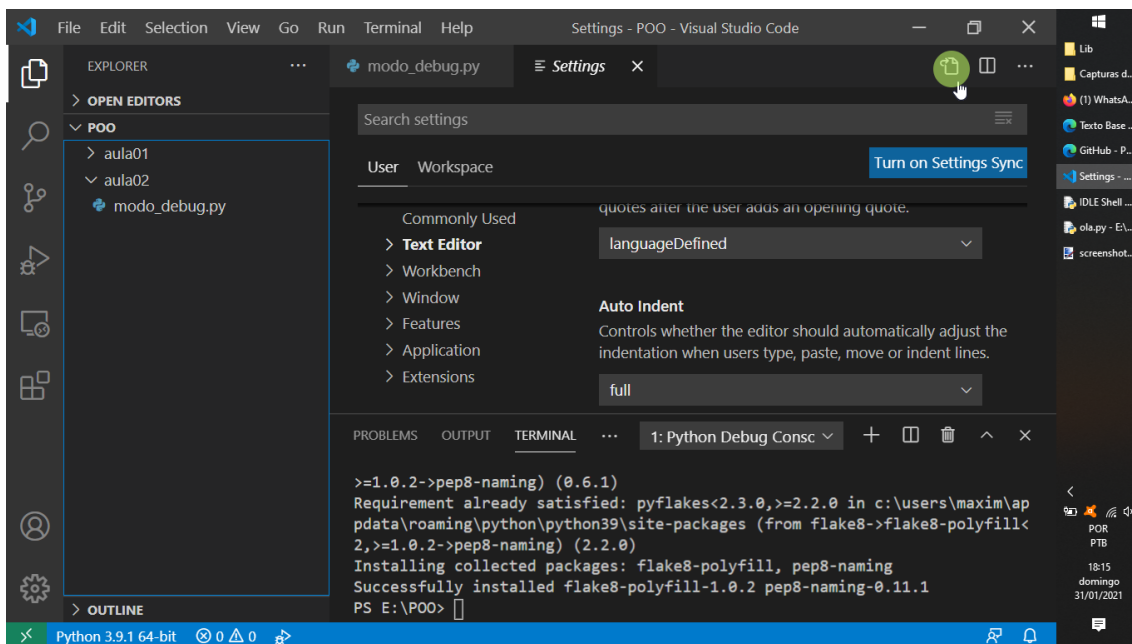 File Edit Selection View Go Run Terminal Help Settings - POO - Visual Studio Code
EXPLORER
OPEN EDITORS
POO
aula01
aula02
modo_debug.py
OUTLINE
modo_debug.py Settings
Search settings
User Workspace
Turn on Settings Sync
Commonly Used
Text Editor
Workbench
Window
Features
Application
Extensions
quotes after the user adds an opening quote.
languageDefined
Auto Indent
Controls whether the editor should automatically adjust the
indentation when users type, paste, move or indent lines.
full
PROBLEMS OUTPUT TERMINAL ... 1: Python Debug Consc
>=1.0.2->pep8-naming) (0.6.1)
Requirement already satisfied: pyflakes<2.3.0,>=2.2.0 in c:\users\maxim\ap
pdata\roaming\python\python39\site-packages (from flake8->flake8-polyfill<
2,>=1.0.2->pep8-naming) (2.2.0)
Installing collected packages: flake8-polyfill, pep8-naming
Successfully installed flake8-polyfill-1.0.2 pep8-naming-0.11.1
PS E:\POO>
Python 3.9.1 64-bit 0 0
Lib
Capturas d...
(1) WhatsA...
Texto Base ...
GitHub - P...
Settings - ...
IDLE Shell ...
ola.py - E:\...
screenshot...
POR
PTB
18:15
domingo
31/01/2021